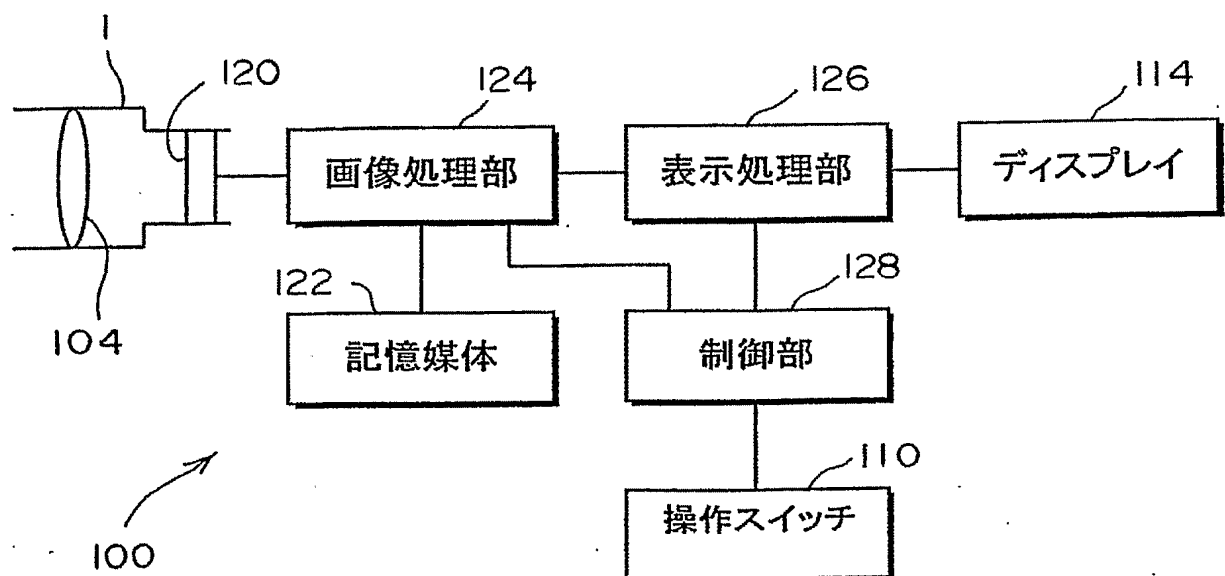 1
120
124
126
114
画像処理部
表示処理部
ディスプレイ
104
122
128
記憶媒体
制御部
110
操作スイッチ
100